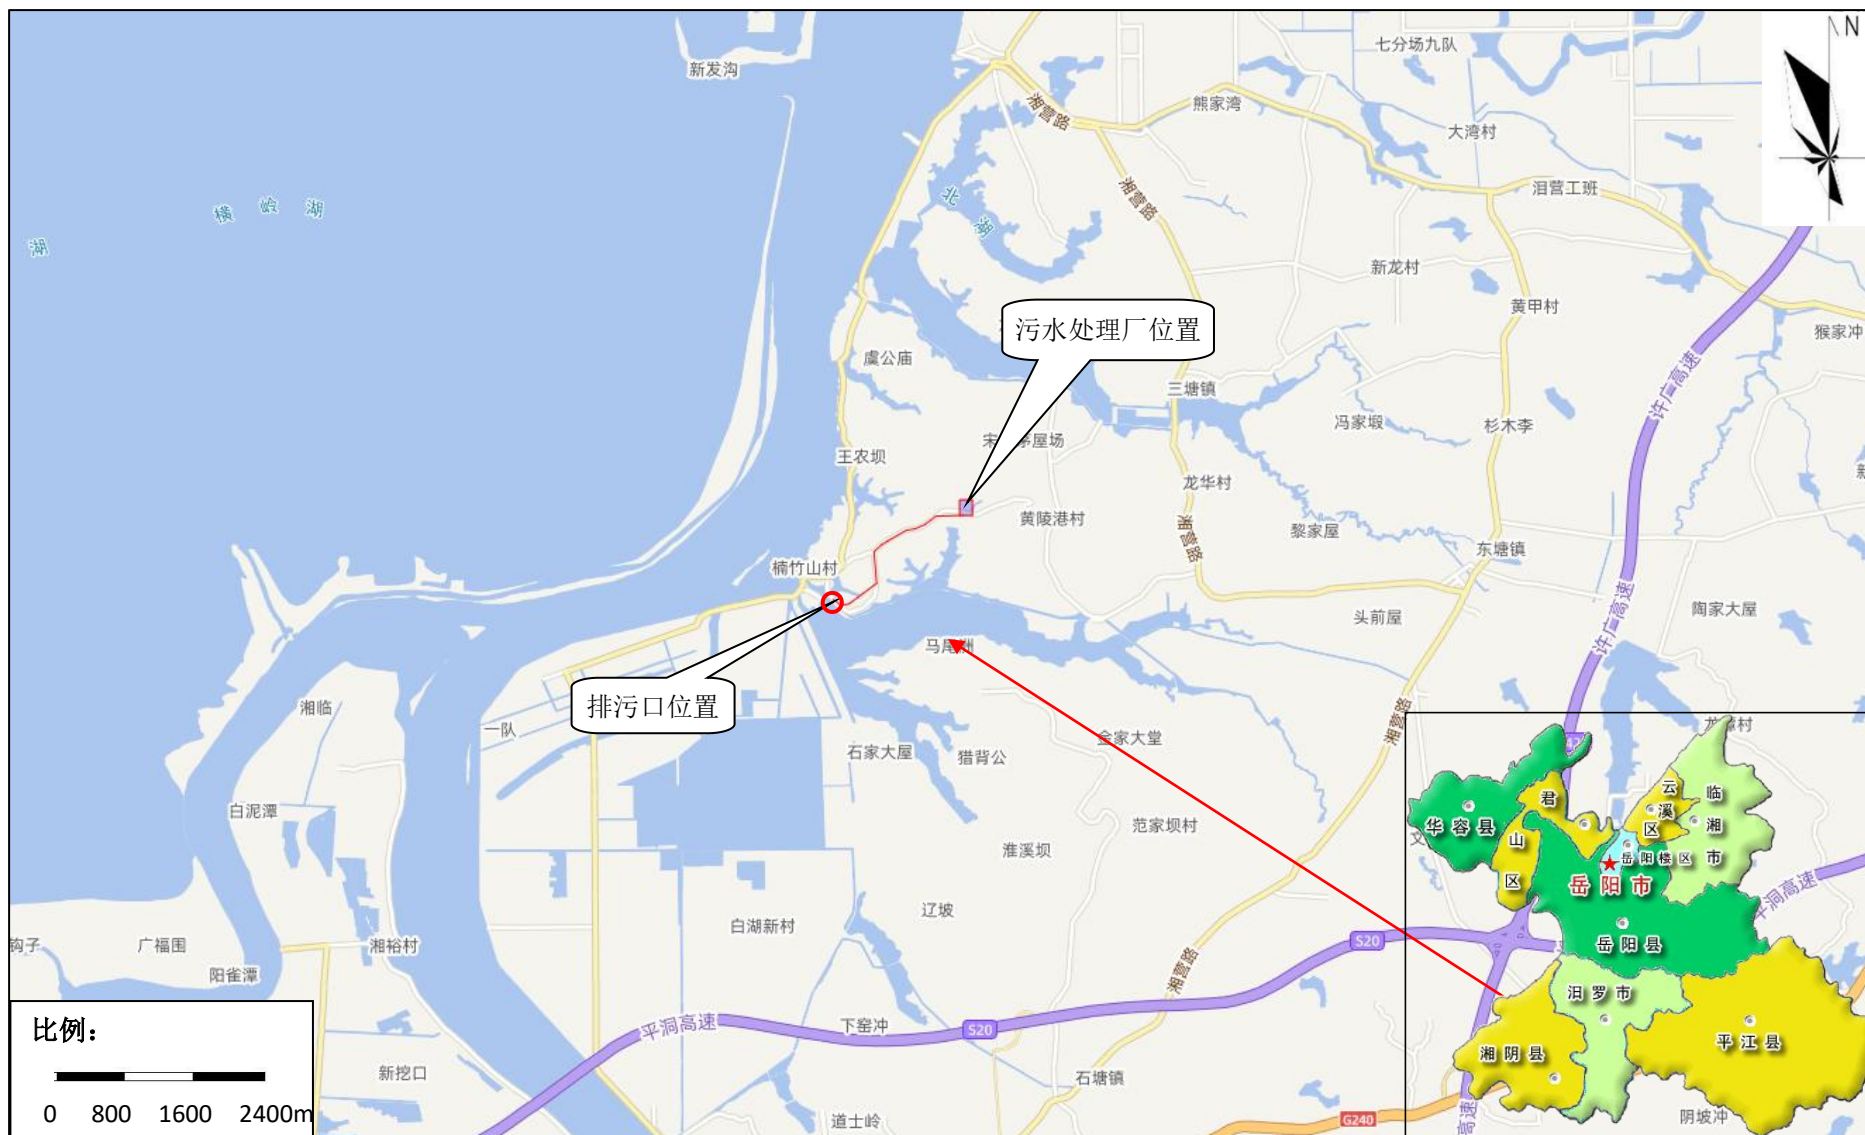 新发沟
七分场九队
N
湘营路
熊家湾
大湾村
湘营路
泪营工班
横岭湖
湖
北湖
新龙村
黄甲村
猴家冲
污水处理厂位置
虞公庙
三塘镇
许广高速
冯家塅
杉木李
茅屋场
王农坝
龙华村
黄陵港村
湘营路
黎家屋
东塘镇
楠竹山村
许广高速
陶家大屋
头前屋
马尾洲
排污口位置
湘临
一队
湘营路
金家大堂
石家大屋
猎背公
白泥潭
范家坝村
淮溪坝
辽坡
白湖新村
钩子
广福围
湘裕村
阳雀潭
S20
平洞高速
湘营路
平洞高速
下窑冲
S20
新挖口
石塘镇
道士岭
G240
高速
阴坡冲
比例：
0 800 1600 2400m
华容县
君山区
云溪区
临湘市
岳阳楼区
岳阳市
岳阳县
汨罗市
湘阴县
平江县